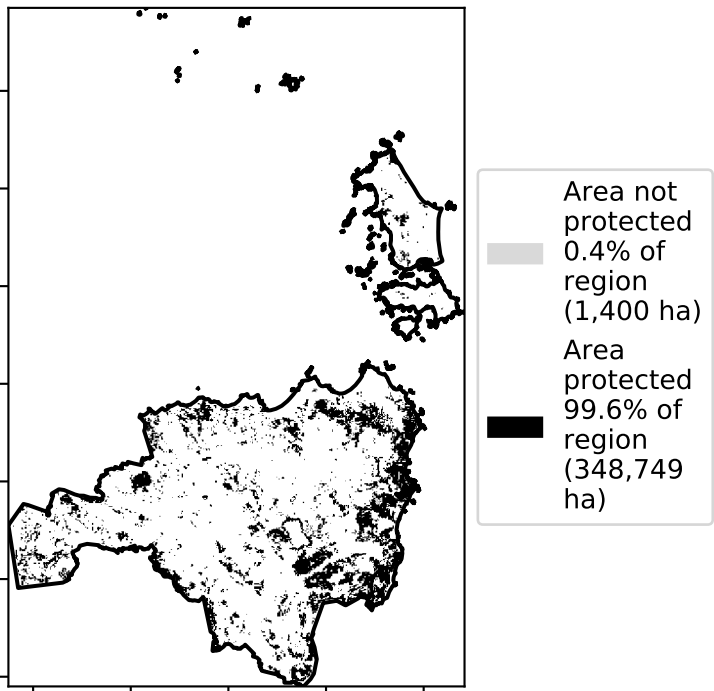 Area not
protected
0.4% of
region
(1,400 ha)
Area
protected
99.6% of
region
(348,749
ha)